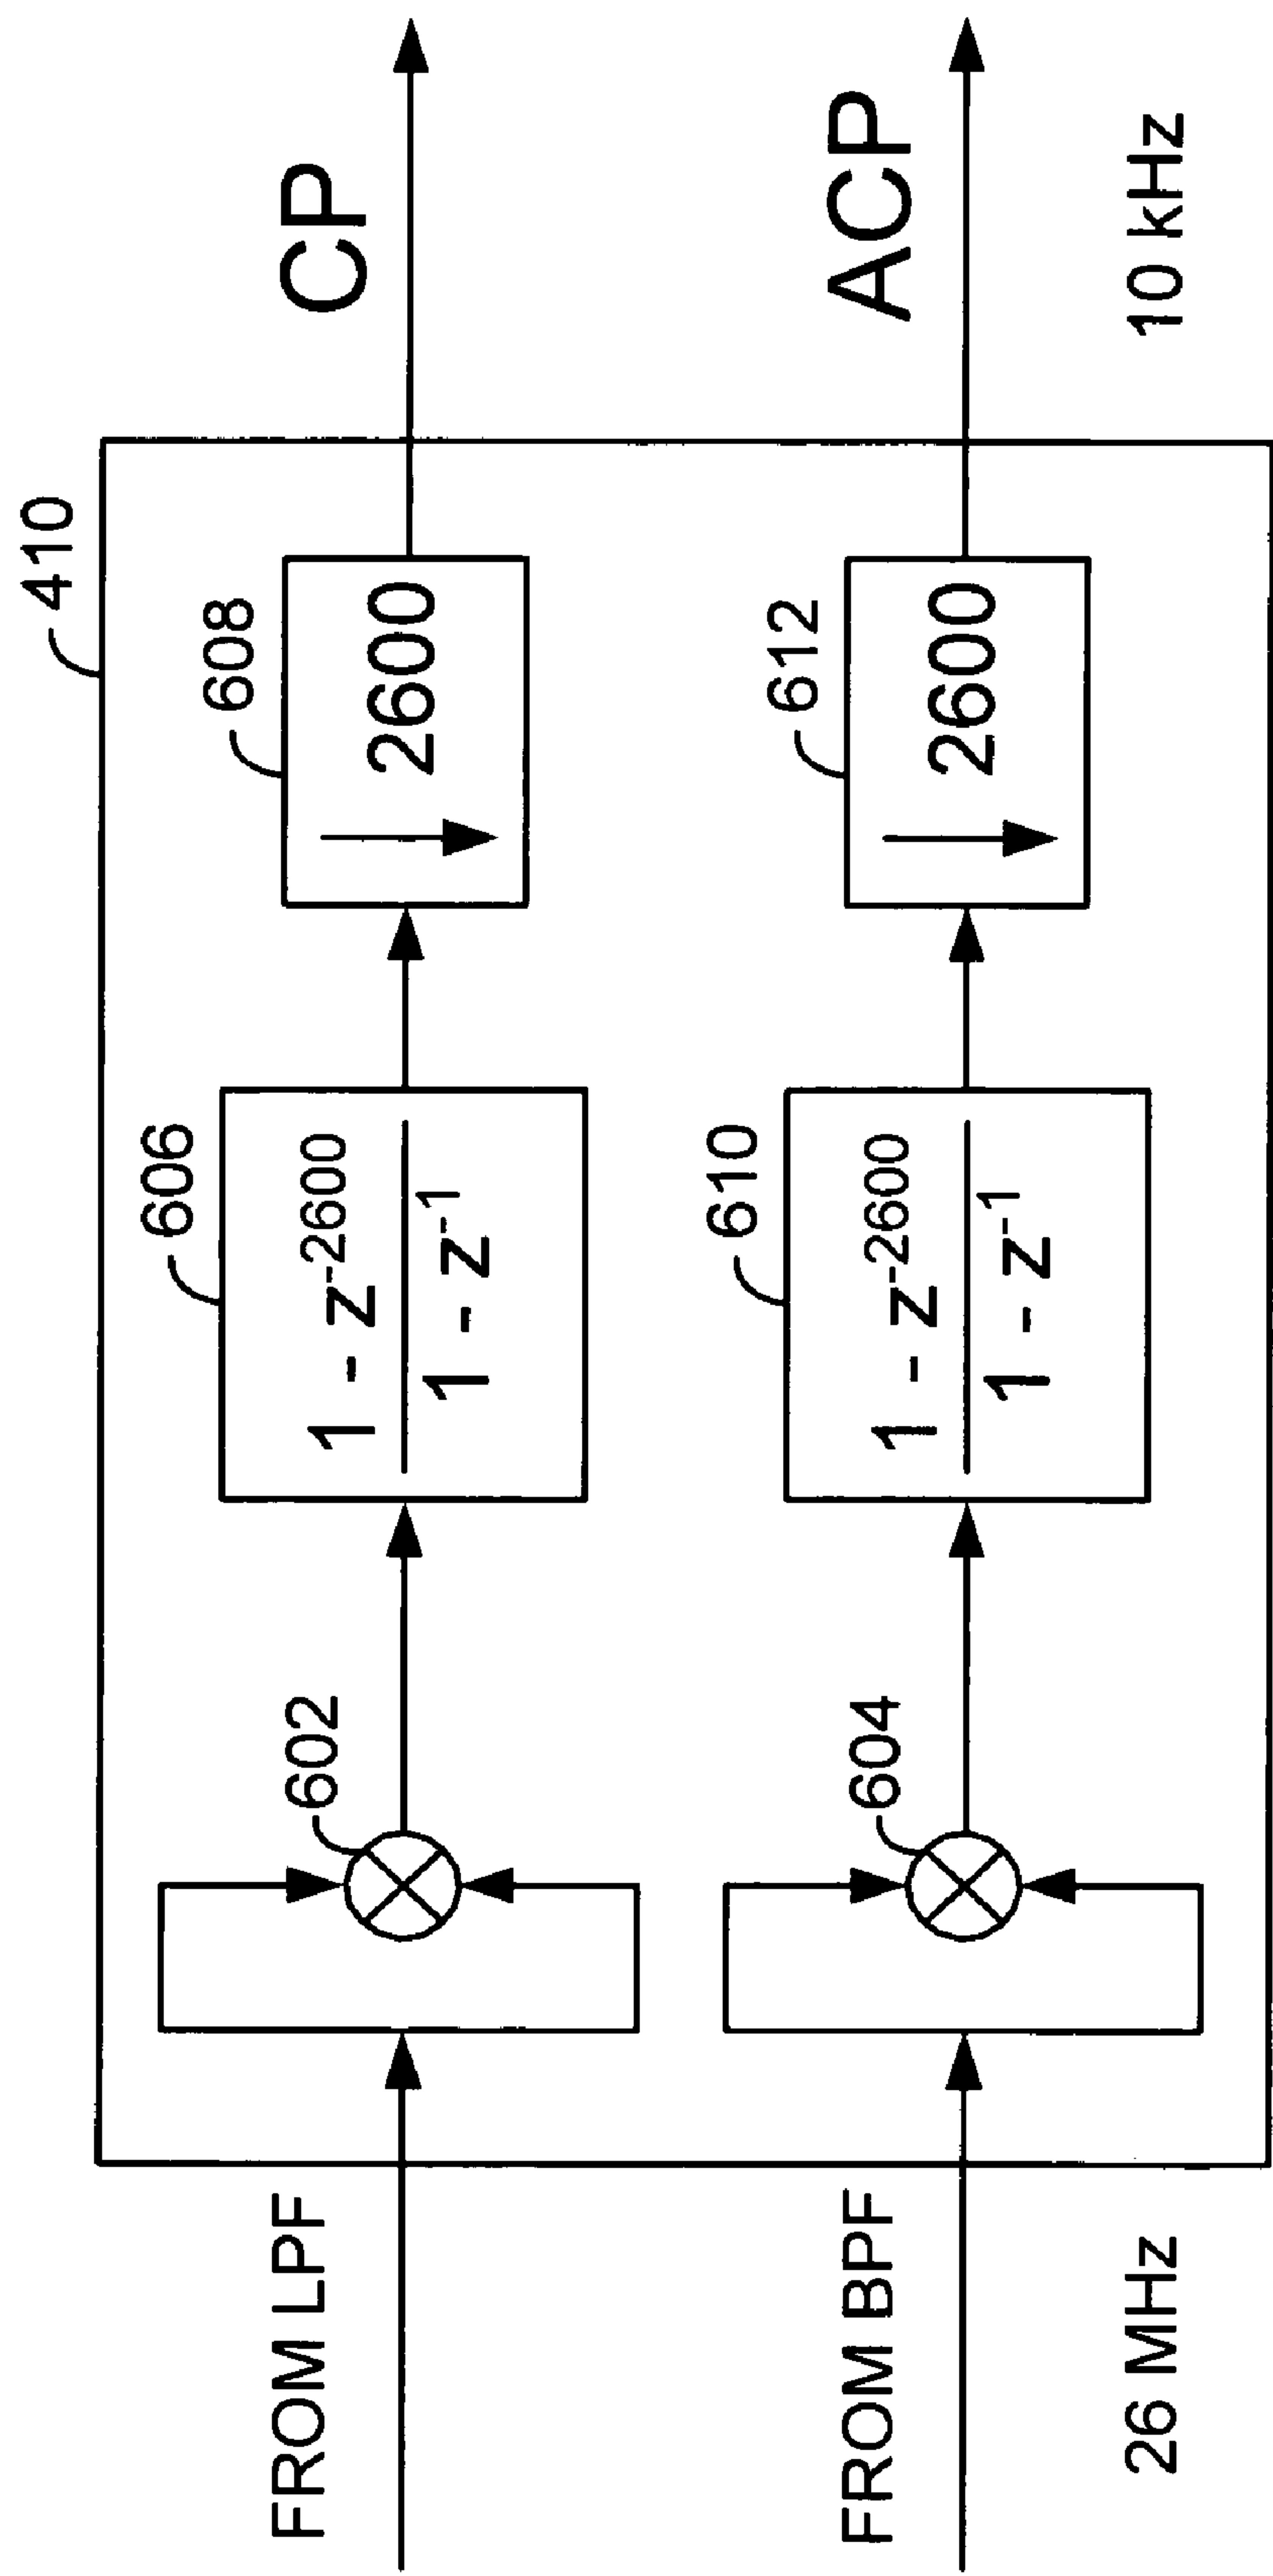 410
FROM LPF
602
606
1 - z⁻²⁶⁰⁰
1 - z⁻¹
608
2600
CP
FROM BPF
604
610
1 - z⁻²⁶⁰⁰
1 - z⁻¹
612
2600
ACP
26 MHz
10 kHz